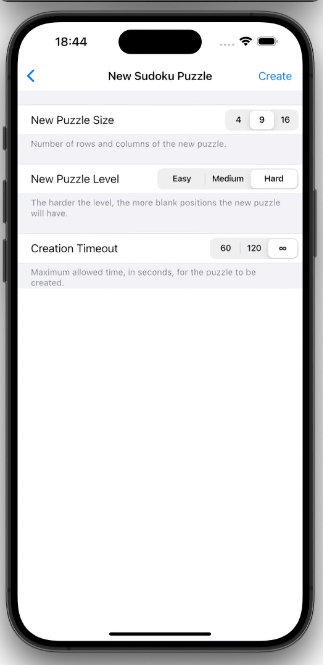 18:44
New Sudoku Puzzle Create
New Puzzle Size 4 9 16
Number of rows and columns of the new puzzle.
New Puzzle Level Easy Medium Hard
The harder the level, the more blank positions the new puzzle
will have.
Creation Timeout 60 120 ∞
Maximum allowed time, in seconds, for the puzzle to be
created.